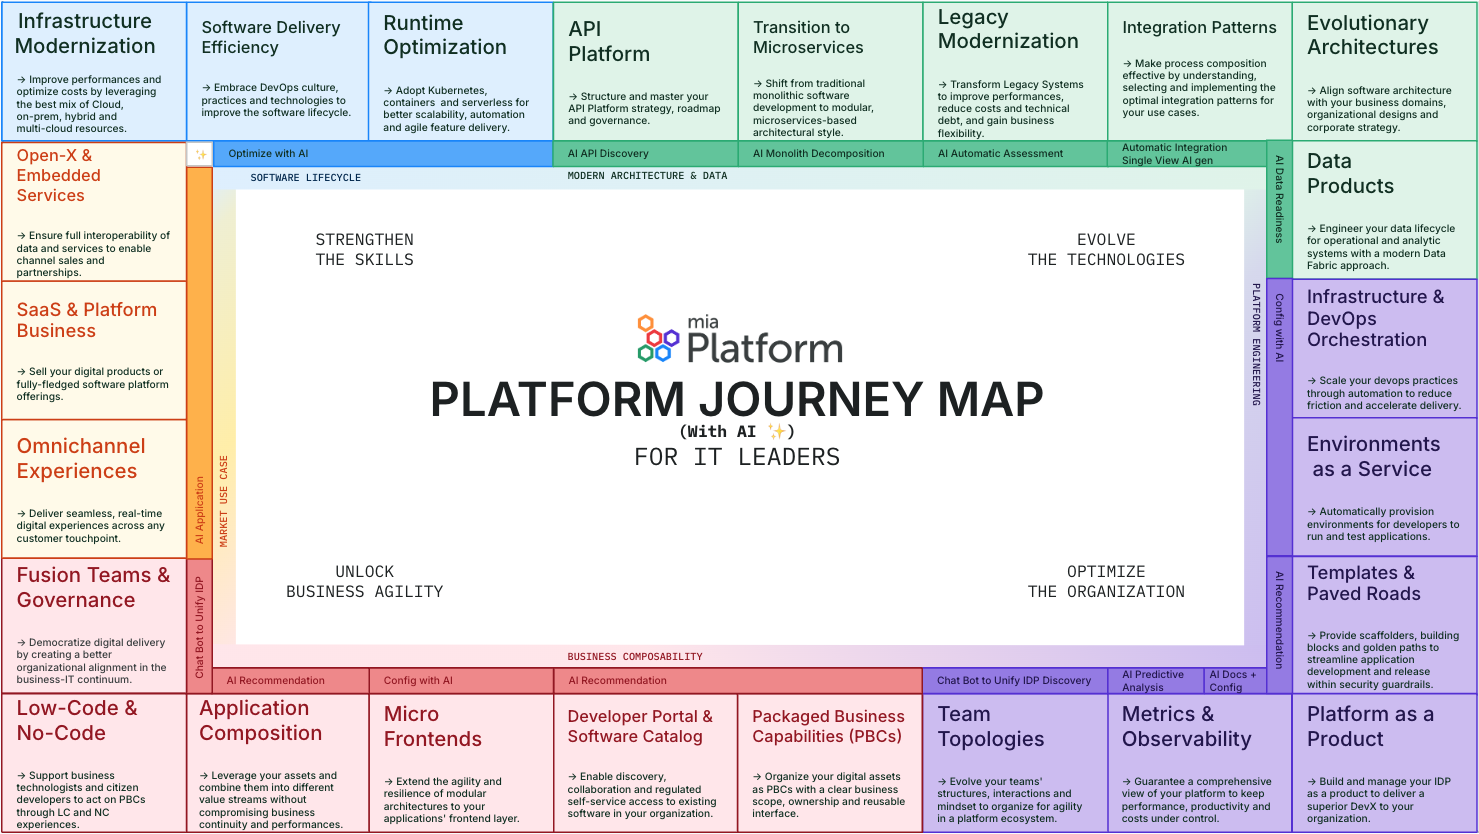 Infrastructure
Modernization
→ Improve performances and
optimize costs by leveraging
the best mix of Cloud,
on-prem, hybrid and
multi-cloud resources.
Software Delivery
Efficiency
→ Embrace DevOps culture,
practices and technologies to
improve the software lifecycle.
Runtime
Optimization
→ Adopt Kubernetes,
containers and serverless for
better scalability, automation
and agile feature delivery.
API
Platform
→ Structure and master your
API Platform strategy, roadmap
and governance.
Transition to
Microservices
→ Shift from traditional
monolithic software
development to modular,
microservices-based
architectural style.
Legacy
Modernization
→ Transform Legacy Systems
to improve performances,
reduce costs and technical
debt, and gain business
flexibility.
Integration Patterns
→ Make process composition
effective by understanding,
selecting and implementing the
optimal integration patterns for
your use cases.
Evolutionary
Architectures
→ Align software architecture
with your business domains,
organizational designs and
corporate strategy.
✨
Optimize with AI
AI API Discovery
AI Monolith Decomposition
AI Automatic Assessment
Automatic Integration
Single View AI gen
SOFTWARE LIFECYCLE
MODERN ARCHITECTURE & DATA
Open-X &
Embedded
Services
→ Ensure full interoperability of
data and services to enable
channel sales and
partnerships.
SaaS & Platform
Business
→ Sell your digital products or
fully-fledged software platform
offerings.
Omnichannel
Experiences
→ Deliver seamless, real-time
digital experiences across any
customer touchpoint.
Fusion Teams &
Governance
→ Democratize digital delivery
by creating a better
organizational alignment in the
business-IT continuum.
AI Application
Chat Bot to Unify IDP
MARKET USE CASE
STRENGTHEN
THE SKILLS
EVOLVE
THE TECHNOLOGIES
mia
Platform
PLATFORM JOURNEY MAP
(With AI ✨)
FOR IT LEADERS
UNLOCK
BUSINESS AGILITY
OPTIMIZE
THE ORGANIZATION
PLATFORM ENGINEERING
AI Data Readiness
Config with AI
AI Recommendation
Data
Products
→ Engineer your data lifecycle
for operational and analytic
systems with a modern Data
Fabric approach.
Infrastructure &
DevOps
Orchestration
→ Scale your devops practices
through automation to reduce
friction and accelerate delivery.
Environments
as a Service
→ Automatically provision
environments for developers to
run and test applications.
Templates &
Paved Roads
→ Provide scaffolders, building
blocks and golden paths to
streamline application
development and release
within security guardrails.
BUSINESS COMPOSABILITY
AI Recommendation
Config with AI
AI Recommendation
Chat Bot to Unify IDP Discovery
AI Predictive
Analysis
AI Docs +
Config
Low-Code &
No-Code
→ Support business
technologists and citizen
developers to act on PBCs
through LC and NC
experiences.
Application
Composition
→ Leverage your assets and
combine them into different
value streams without
compromising business
continuity and performances.
Micro
Frontends
→ Extend the agility and
resilience of modular
architectures to your
applications' frontend layer.
Developer Portal &
Software Catalog
→ Enable discovery,
collaboration and regulated
self-service access to existing
software in your organization.
Packaged Business
Capabilities (PBCs)
→ Organize your digital assets
as PBCs with a clear business
scope, ownership and reusable
interface.
Team
Topologies
→ Evolve your teams'
structures, interactions and
mindset to organize for agility
in a platform ecosystem.
Metrics &
Observability
→ Guarantee a comprehensive
view of your platform to keep
performance, productivity and
costs under control.
Platform as a
Product
→ Build and manage your IDP
as a product to deliver a
superior DevX to your
organization.